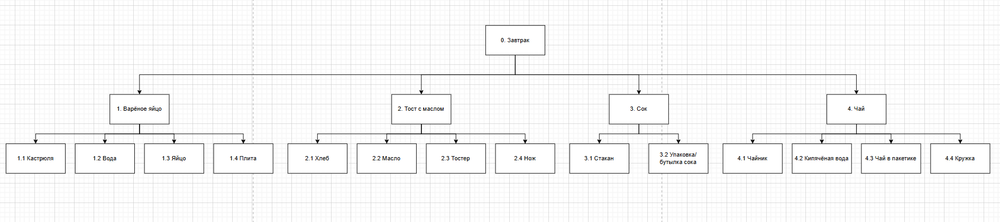 0. Завтрак
1. Варёное яйцо
2. Тост с маслом
3. Сок
4. Чай
1.1 Кастрюля
1.2 Вода
1.3 Яйцо
1.4 Плита
2.1 Хлеб
2.2 Масло
2.3 Тостер
2.4 Нож
3.1 Стакан
3.2 Упаковка/
бутылка сока
4.1 Чайник
4.2 Кипячёная вода
4.3 Чай в пакетике
4.4 Кружка